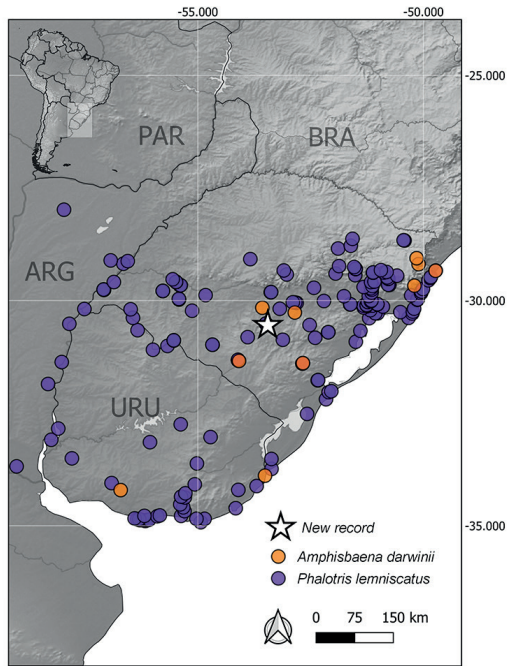 -55.000
-50.000
-25.000
PAR
BRA
ARG
-30.000
URU
-35.000
New record
Amphisbaena darwinii
Phalotris lemniscatus
0 75 150 km